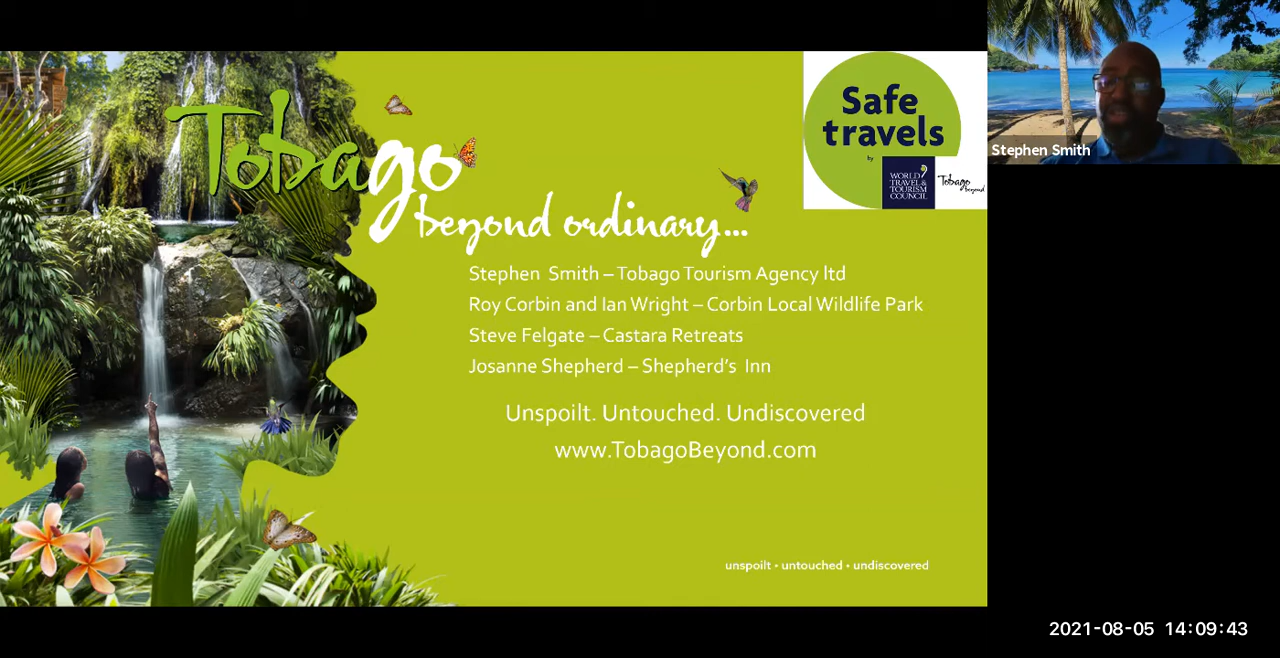 Tobago
beyond ordinary...
Safe
travels
by
WORLD
TRAVEL &
TOURISM
COUNCIL
Tobago
beyond
Stephen Smith
Stephen Smith – Tobago Tourism Agency ltd
Roy Corbin and Ian Wright – Corbin Local Wildlife Park
Steve Felgate – Castara Retreats
Josanne Shepherd – Shepherd's Inn
Unspoilt. Untouched. Undiscovered
www.TobagoBeyond.com
unspoilt • untouched • undiscovered
2021-08-05 14:09:43